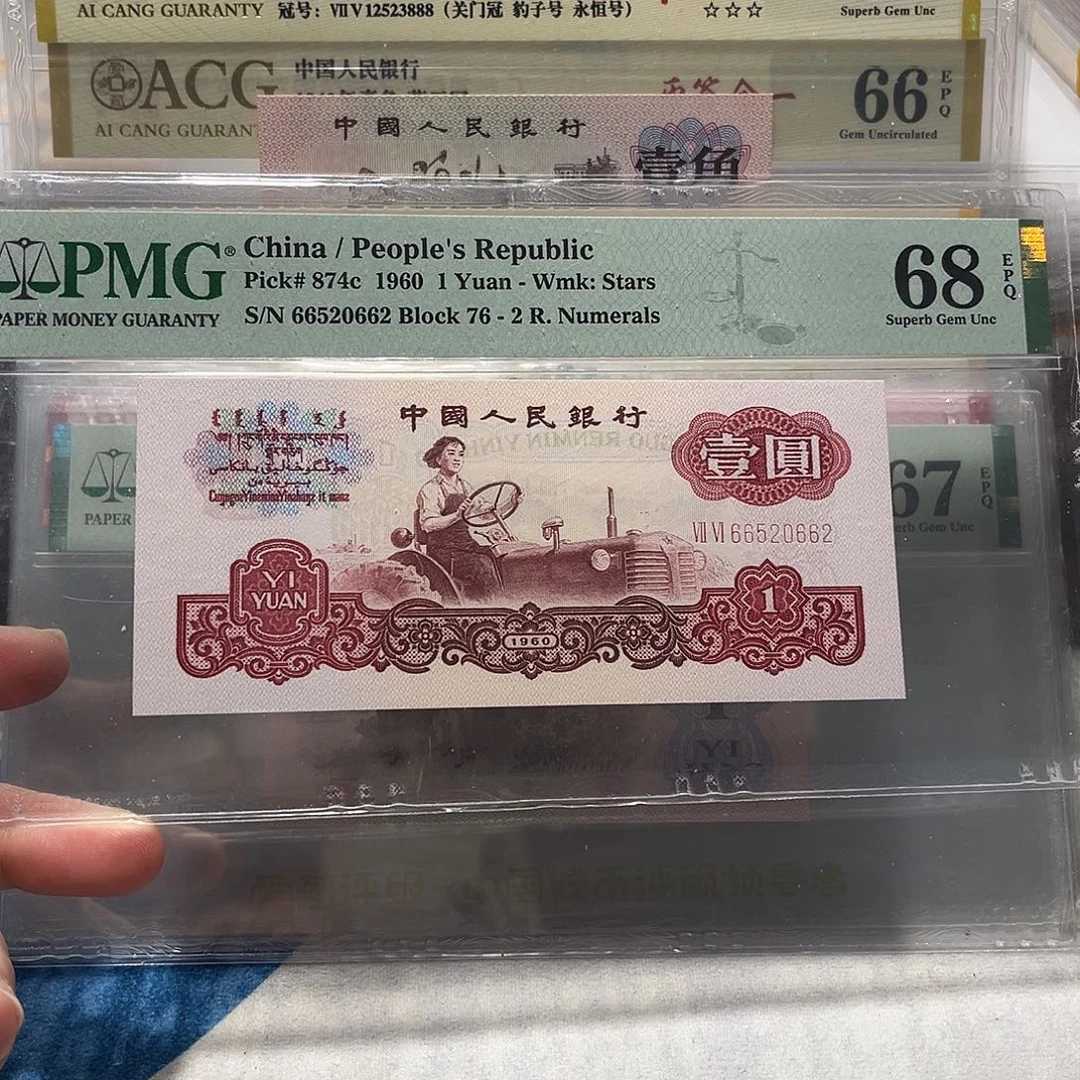 AI CANG GUARANTY
冠号: VII V 12523888 (关门冠 豹子号 永恒号)
☆☆☆
Superb Gem Unc
ACG
中国人民银行
AI CANG GUARAN
66 EPQ
Gem Uncirculated
中國人民銀行
壹角
PMG®
PAPER MONEY GUARANTY
China / People's Republic
Pick# 874c 1960 1 Yuan - Wmk: Stars
S/N 66520662 Block 76 - 2 R. Numerals
68 EPQ
Superb Gem Unc
中國人民銀行
壹圓
VII VI 66520662
YI
YUAN
1960
1
PAPER
67 EPQ
erb Gem Unc
YI